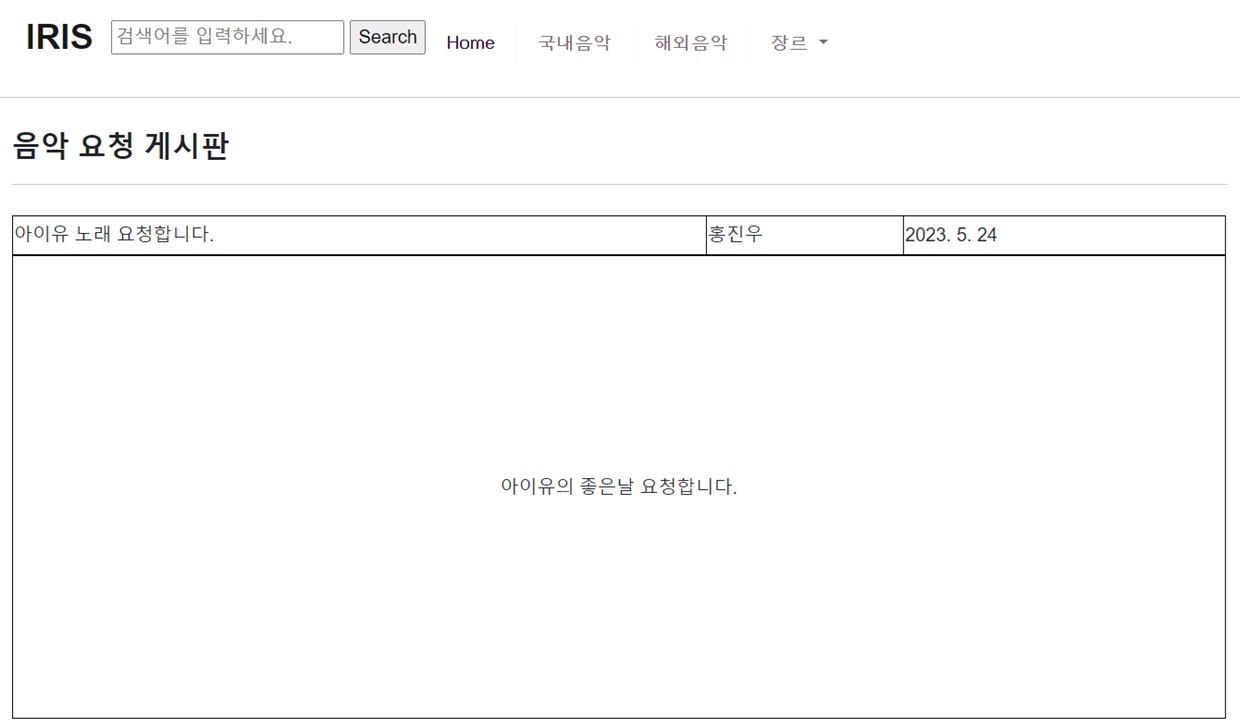 IRIS 검색어를 입력하세요. Search Home 국내음악 해외음악 장르
음악 요청 게시판
아이유 노래 요청합니다. 홍진우 2023. 5. 24
아이유의 좋은날 요청합니다.